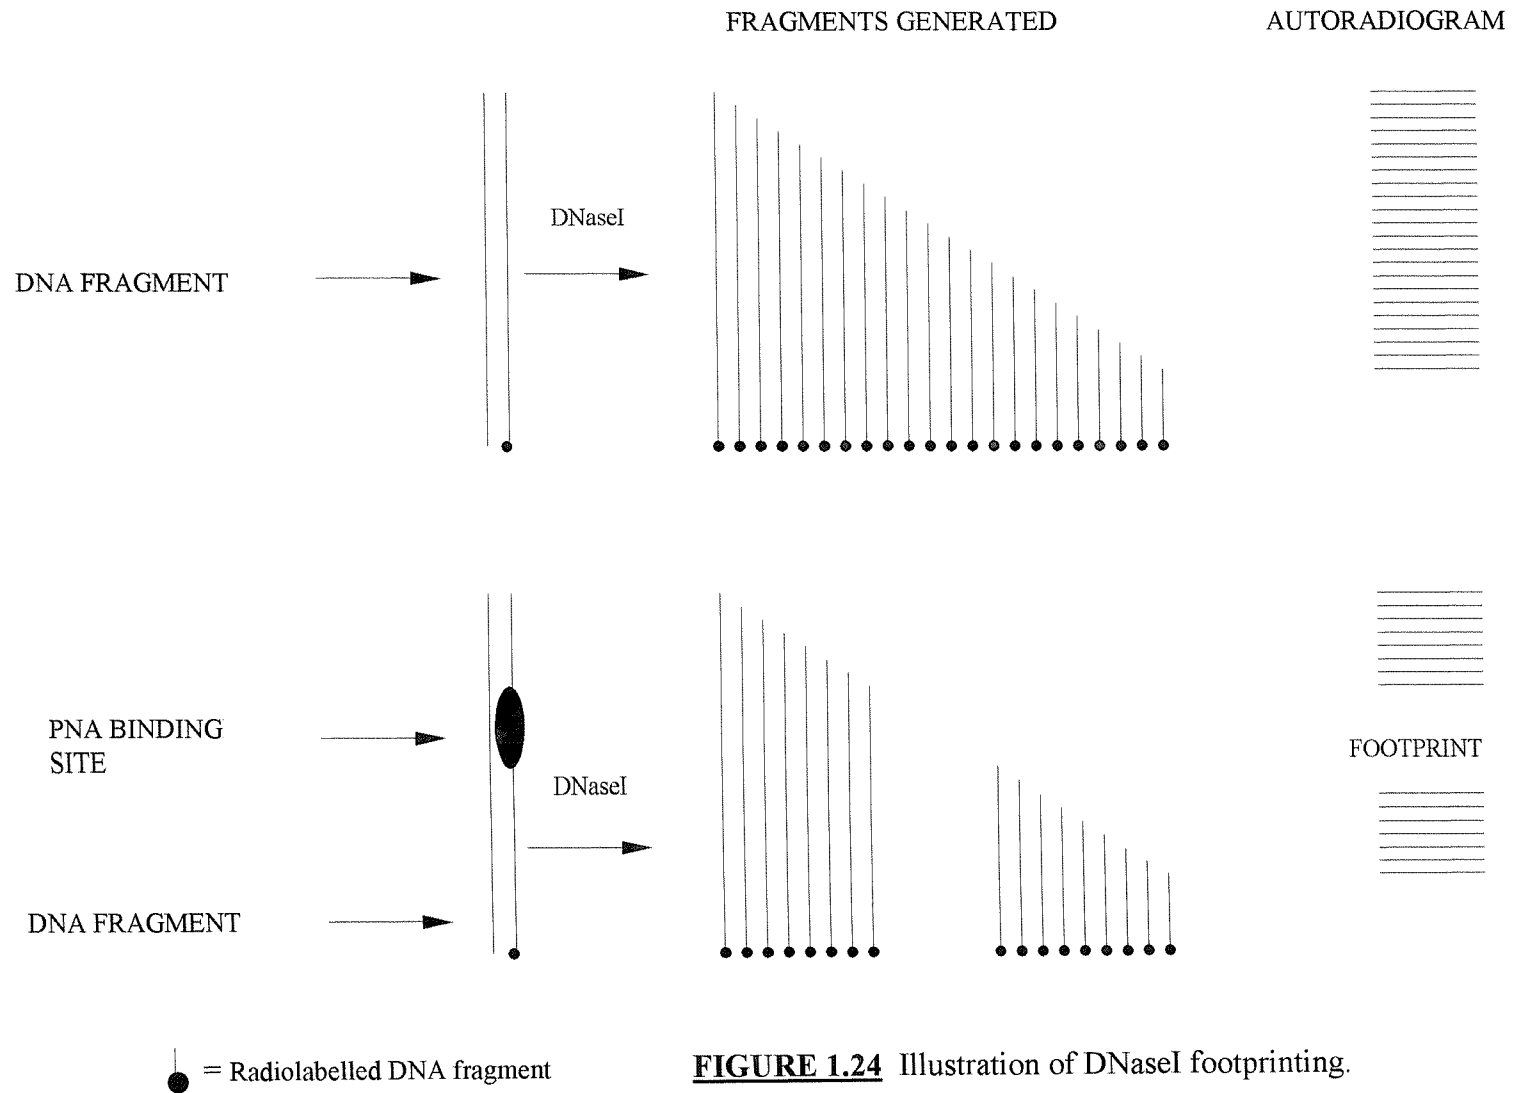 FRAGMENTS GENERATED
AUTORADIOGRAM
DNaseI
DNA FRAGMENT
PNA BINDING
SITE
FOOTPRINT
DNaseI
DNA FRAGMENT
= Radiolabelled DNA fragment
FIGURE 1.24 Illustration of DNaseI footprinting.